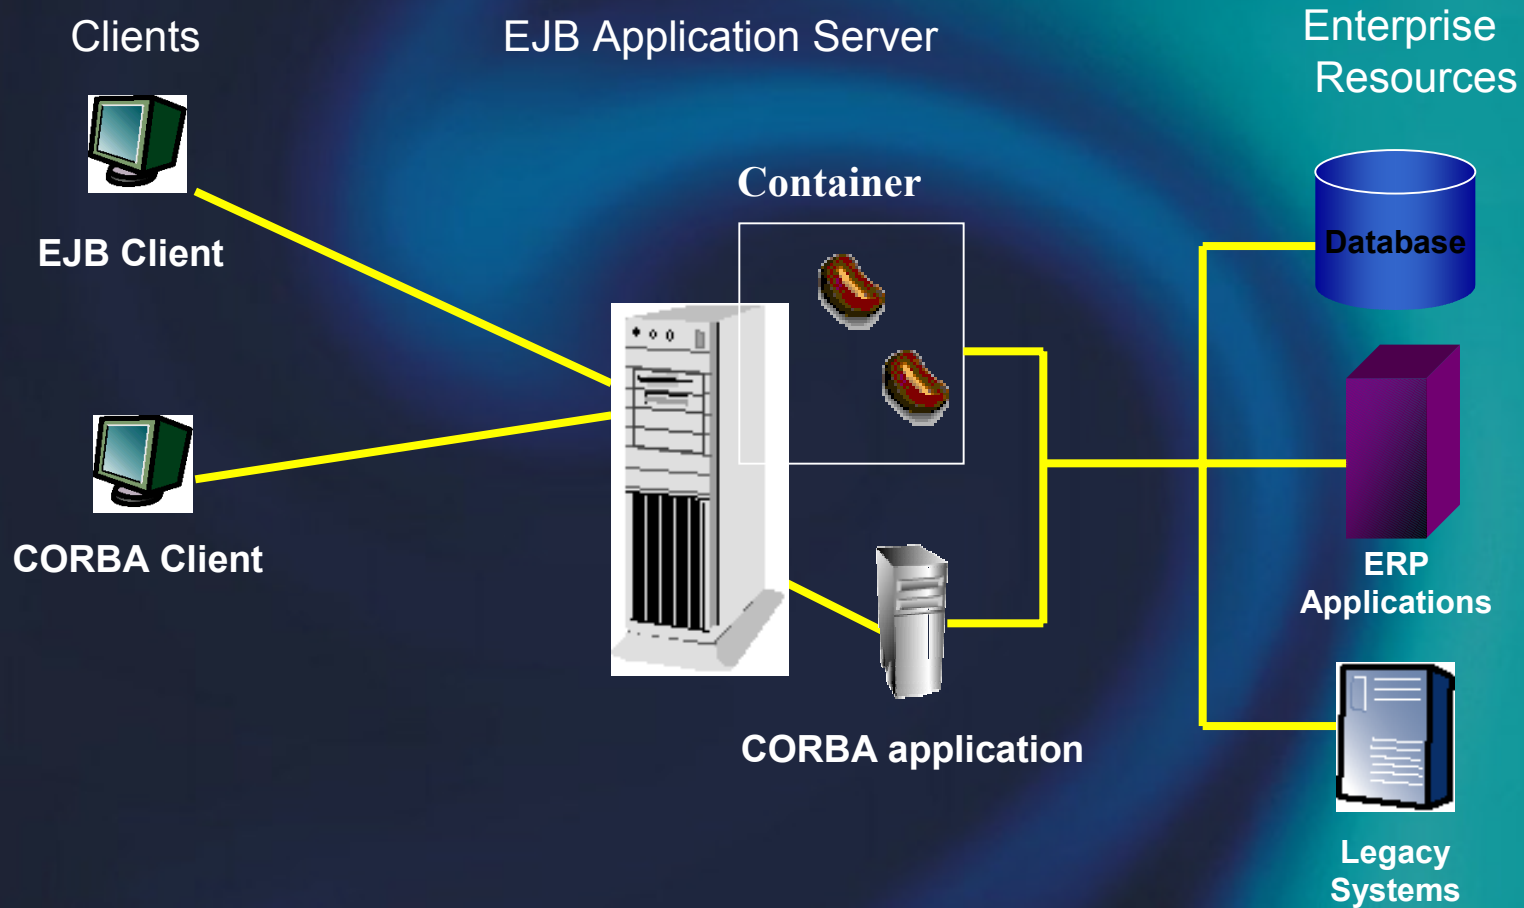 Clients
EJB Application Server
Enterprise
Resources
EJB Client
CORBA Client
Container
CORBA application
Database
ERP
Applications
Legacy
Systems